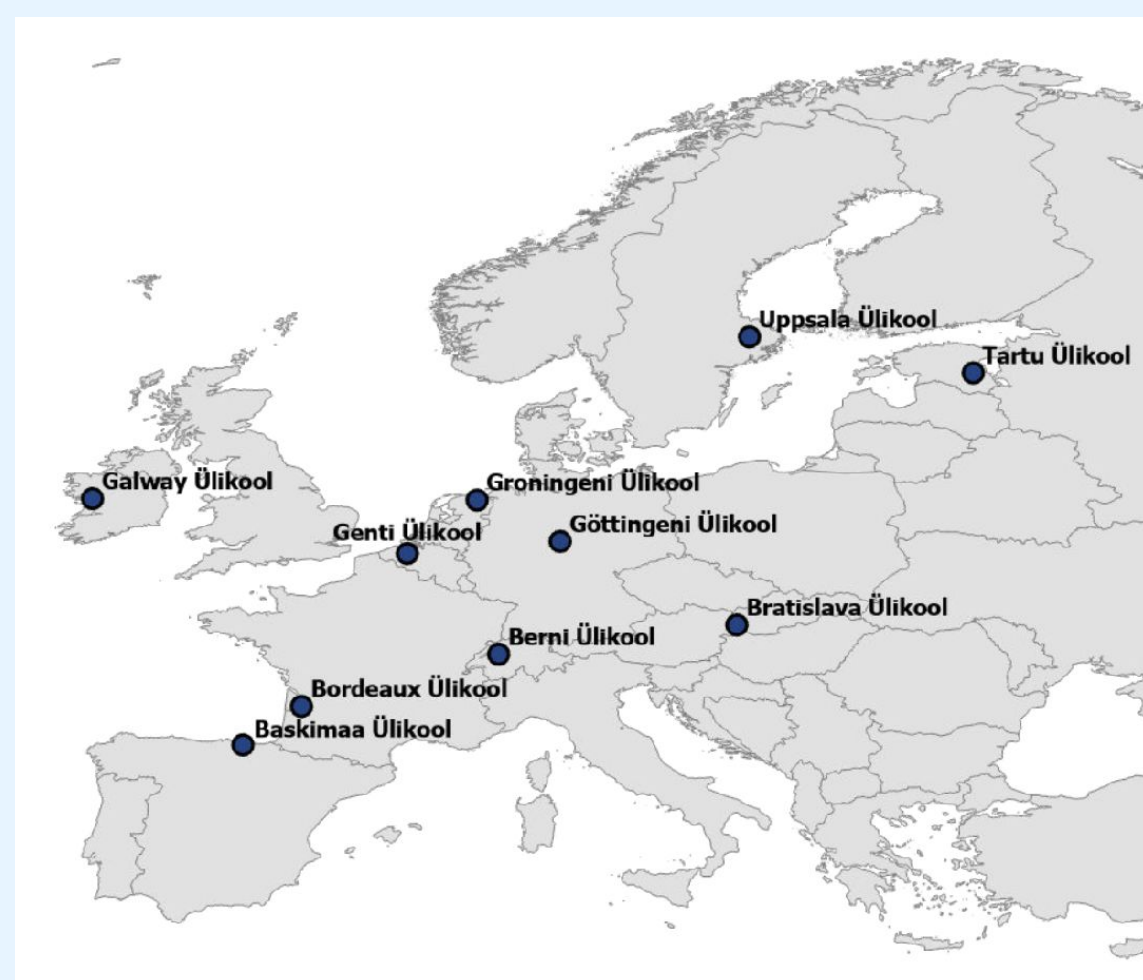 Uppsala Ülikool
Tartu Ülikool
Galway Ülikool
Groningeni Ülikool
Göttingeni Ülikool
Genti Ülikool
Bratislava Ülikool
Berni Ülikool
Bordeaux Ülikool
Baskimaa Ülikool